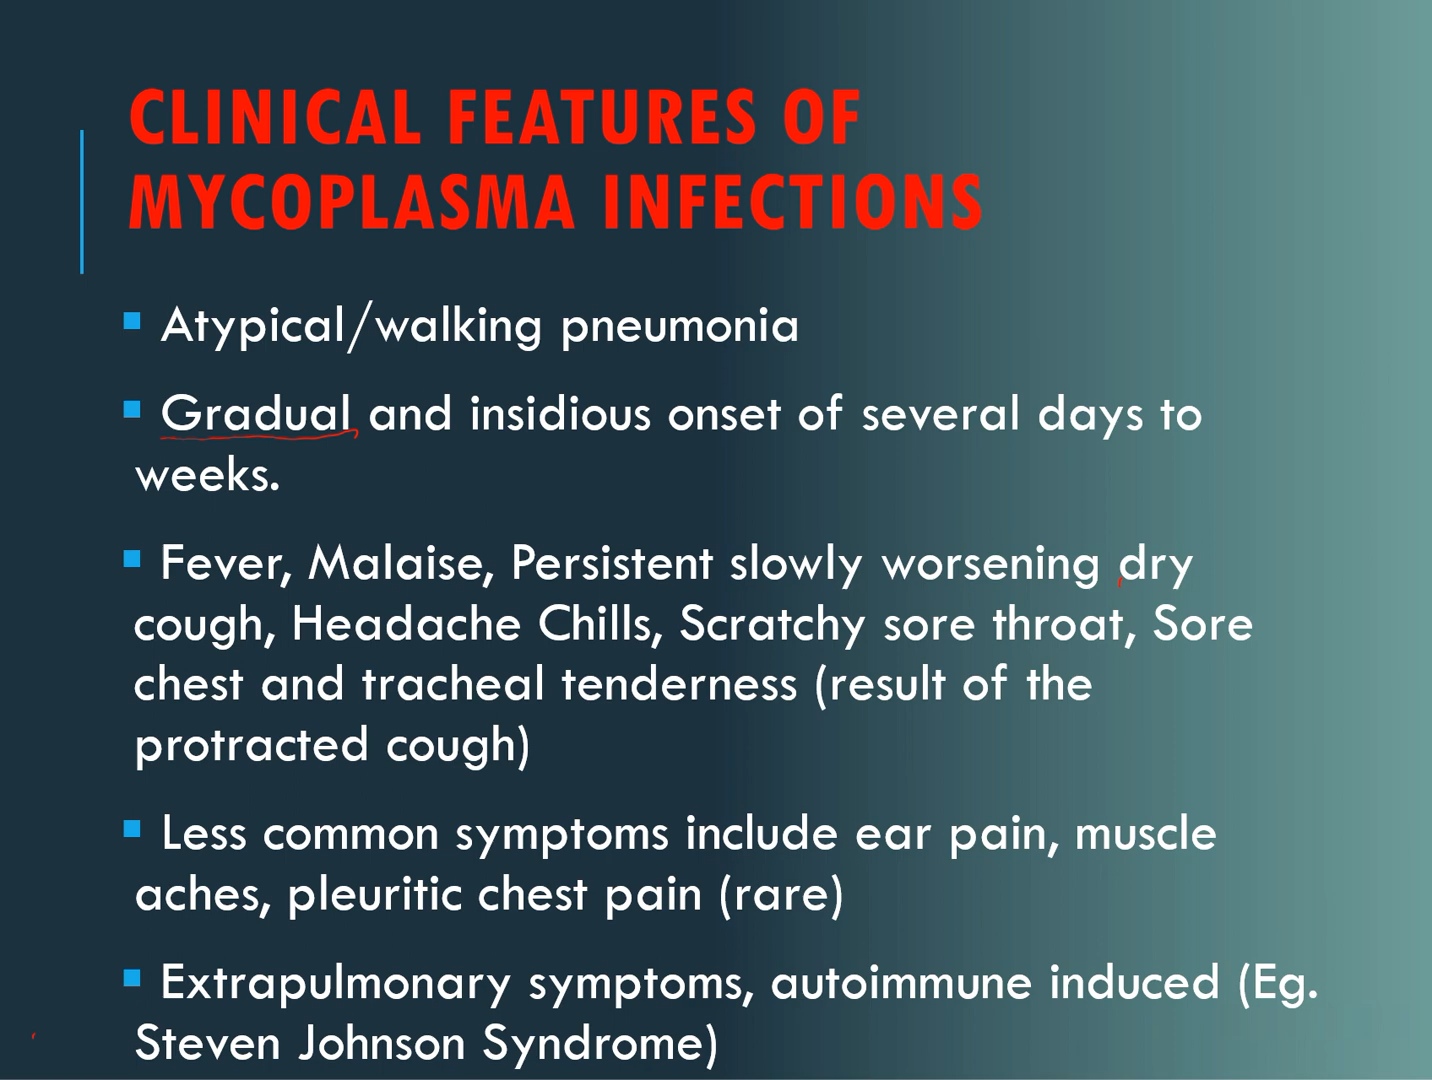 CLINICAL FEATURES OF
MYCOPLASMA INFECTIONS
Atypical/walking pneumonia
Gradual and insidious onset of several days to
weeks.
Fever, Malaise, Persistent slowly worsening dry
cough, Headache Chills, Scratchy sore throat, Sore
chest and tracheal tenderness (result of the
protracted cough)
Less common symptoms include ear pain, muscle
aches, pleuritic chest pain (rare)
Extrapulmonary symptoms, autoimmune induced (Eg.
Steven Johnson Syndrome)